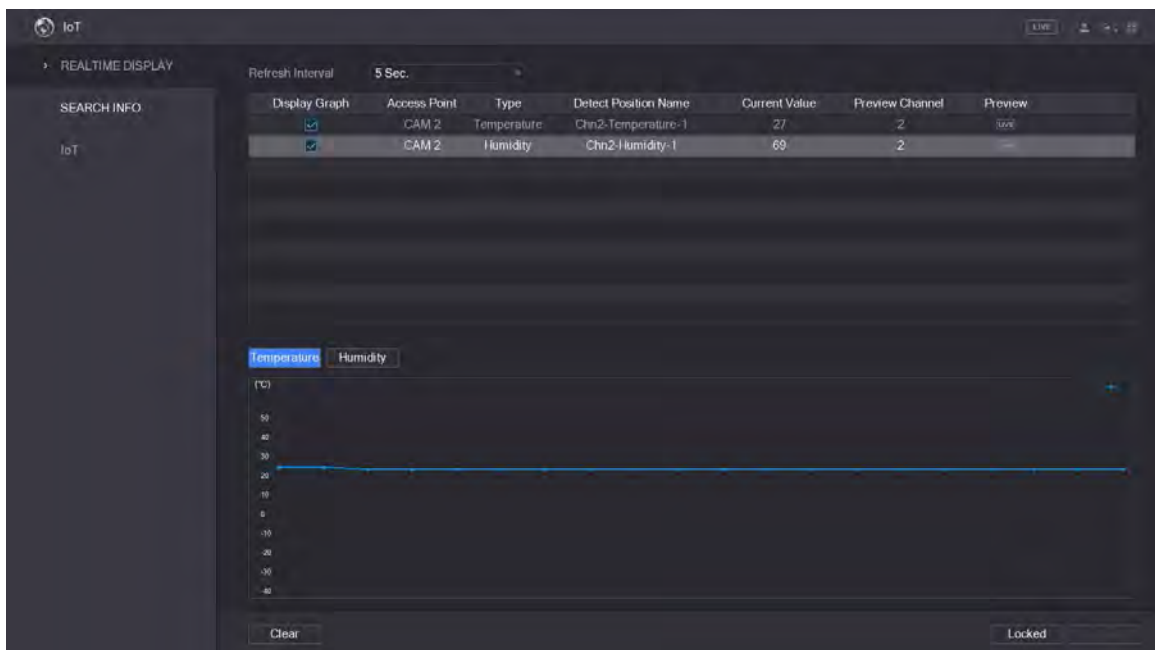 IoT LIVE
REALTIME DISPLAY
SEARCH INFO
IoT
Refresh Interval 5 Sec.
Display Graph Access Point Type Detect Position Name Current Value Preview Channel Preview
CAM 2 Temperature Chn2-Temperature-1 27 2 LIVE
CAM 2 Humidity Chn2-Humidity-1 69 2
Temperature Humidity
(℃)
50
40
30
20
10
0
-10
-20
-30
-40
Clear Locked